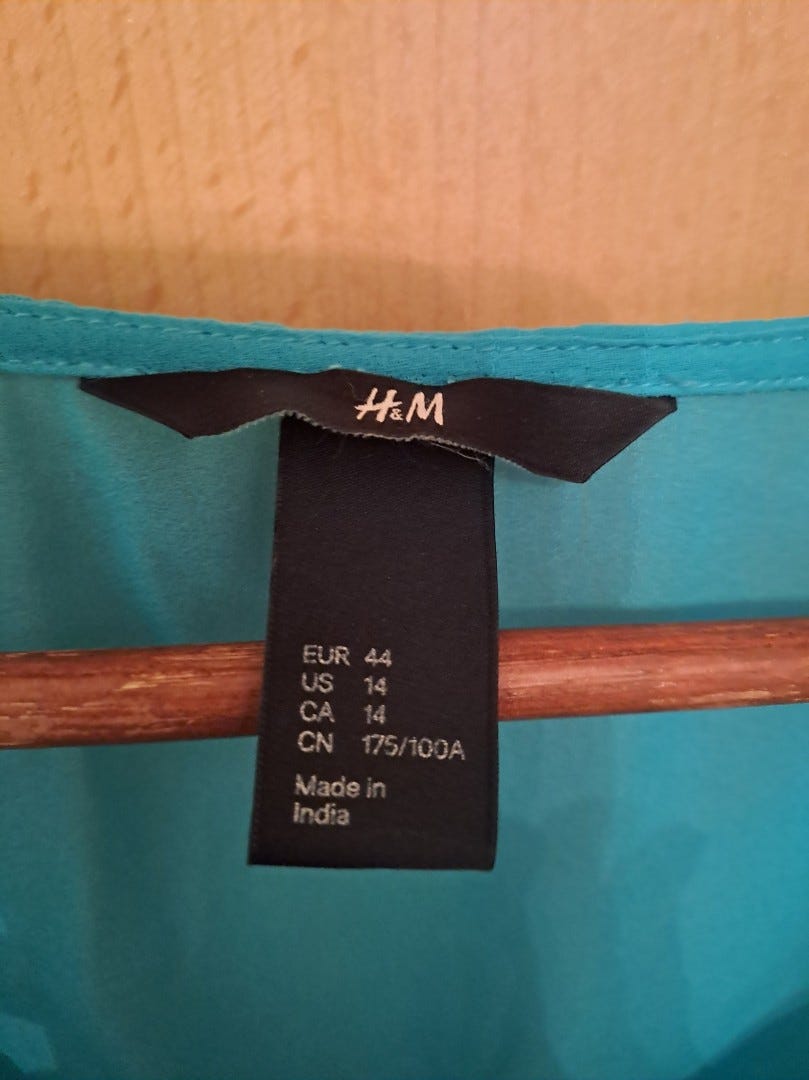 H&M
EUR 44
US 14
CA 14
CN 175/100A
Made in
India